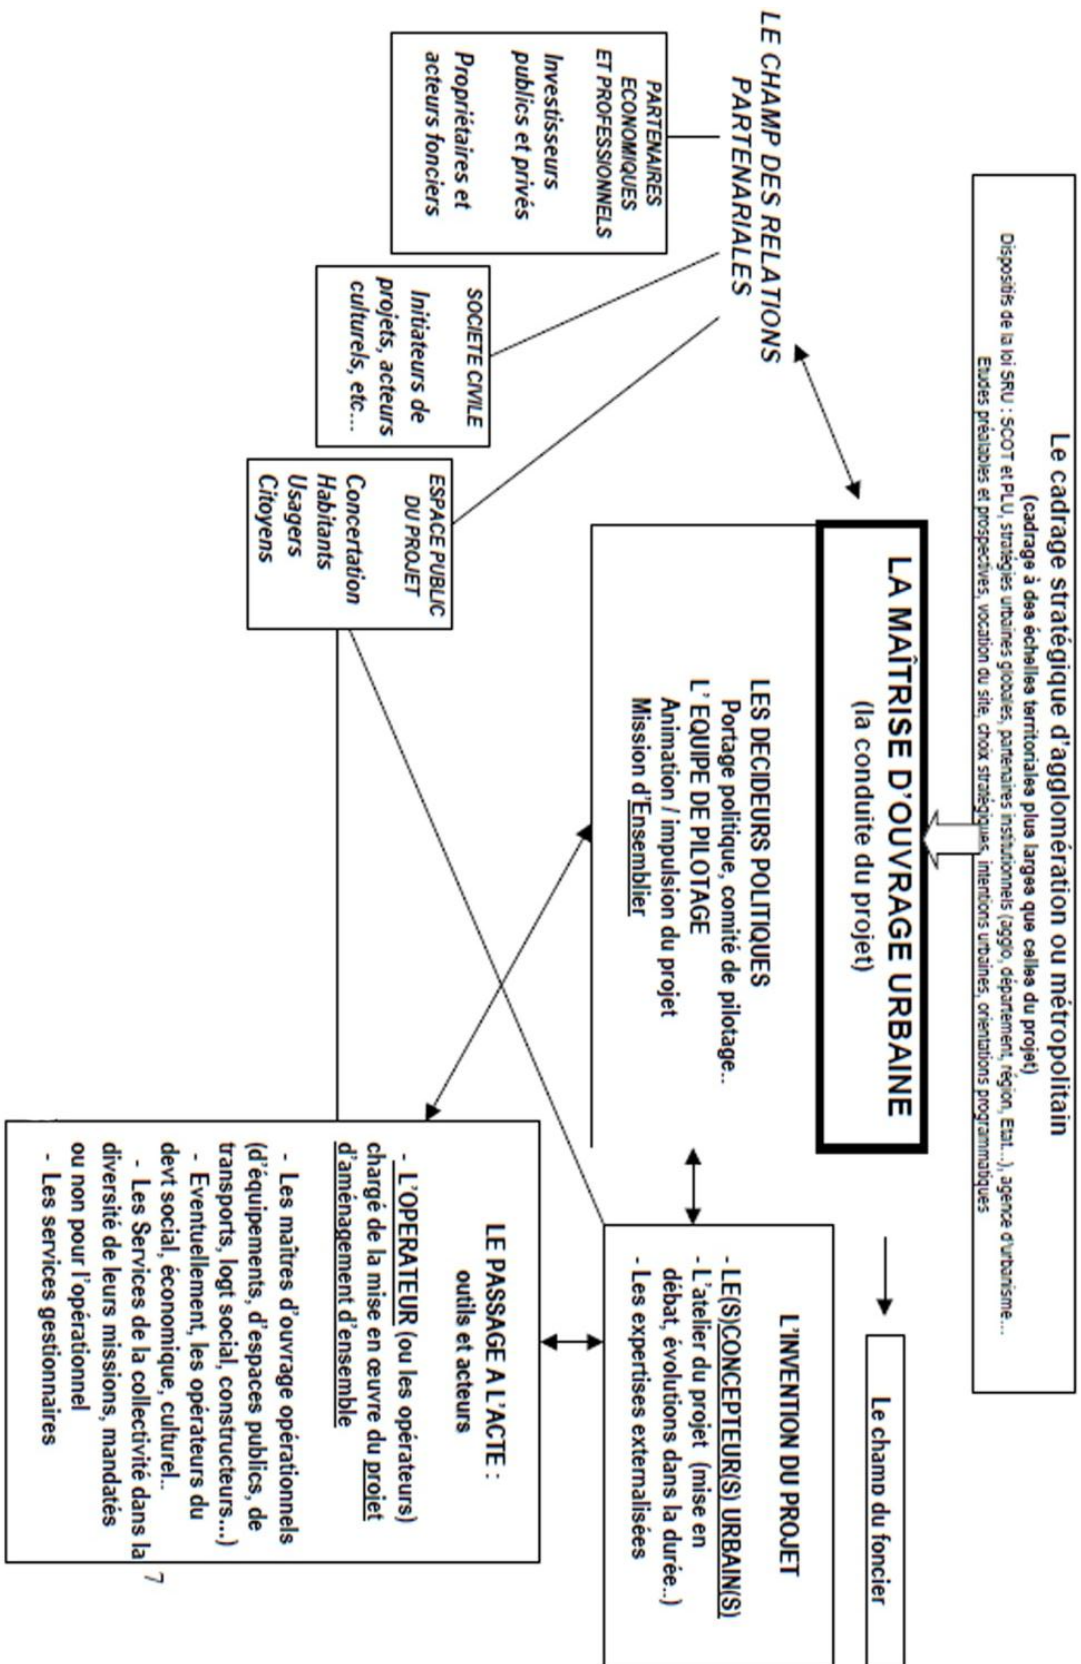 Le cadrage stratégique d'agglomération ou métropolitain
(cadrage à des échelles territoriales plus larges que celles du projet)
Dispositifs de la loi SRU : SCOT et PLU, stratégies urbaines globales, partenaires institutionnels (agglo, département, région, Etat...), agence d'urbanisme...
Etudes préalables et prospectives, vocation du site, choix stratégiques, intentions urbaines, orientations programmatiques
LE CHAMP DES RELATIONS
PARTENARIALES
LA MAÎTRISE D'OUVRAGE URBAINE
(la conduite du projet)
Le champ du foncier
PARTENAIRES
ECONOMIQUES
ET PROFESSIONNELS
Investisseurs
publics et privés
Propriétaires et
acteurs fonciers
SOCIETE CIVILE
Initiateurs de
projets, acteurs
culturels, etc...
ESPACE PUBLIC
DU PROJET
Concertation
Habitants
Usagers
Citoyens
LES DECIDEURS POLITIQUES
Portage politique, comité de pilotage..
L' EQUIPE DE PILOTAGE
Animation / impulsion du projet
Mission d'Ensemblier
L'INVENTION DU PROJET
- LE(S)CONCEPTEUR(S) URBAIN(S)
- L'atelier du projet (mise en
débat, évolutions dans la durée..)
- Les expertises externalisées
LE PASSAGE A L'ACTE :
outils et acteurs
- L'OPERATEUR (ou les opérateurs)
chargé de la mise en œuvre du projet
d'aménagement d'ensemble
- Les maîtres d'ouvrage opérationnels
(d'équipements, d'espaces publics, de
transports, logt social, constructeurs...)
- Eventuellement, les opérateurs du
devt social, économique, culturel..
- Les Services de la collectivité dans la
diversité de leurs missions, mandatés
ou non pour l'opérationnel
- Les services gestionnaires
7